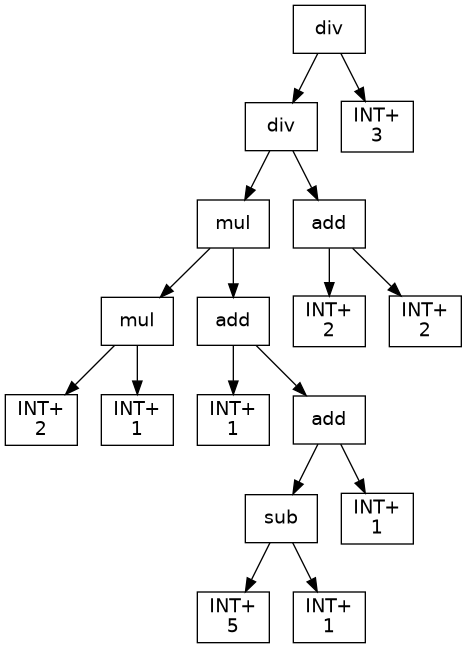 div
div
INT+
3
mul
add
mul
add
INT+
2
INT+
2
INT+
2
INT+
1
INT+
1
add
sub
INT+
1
INT+
5
INT+
1